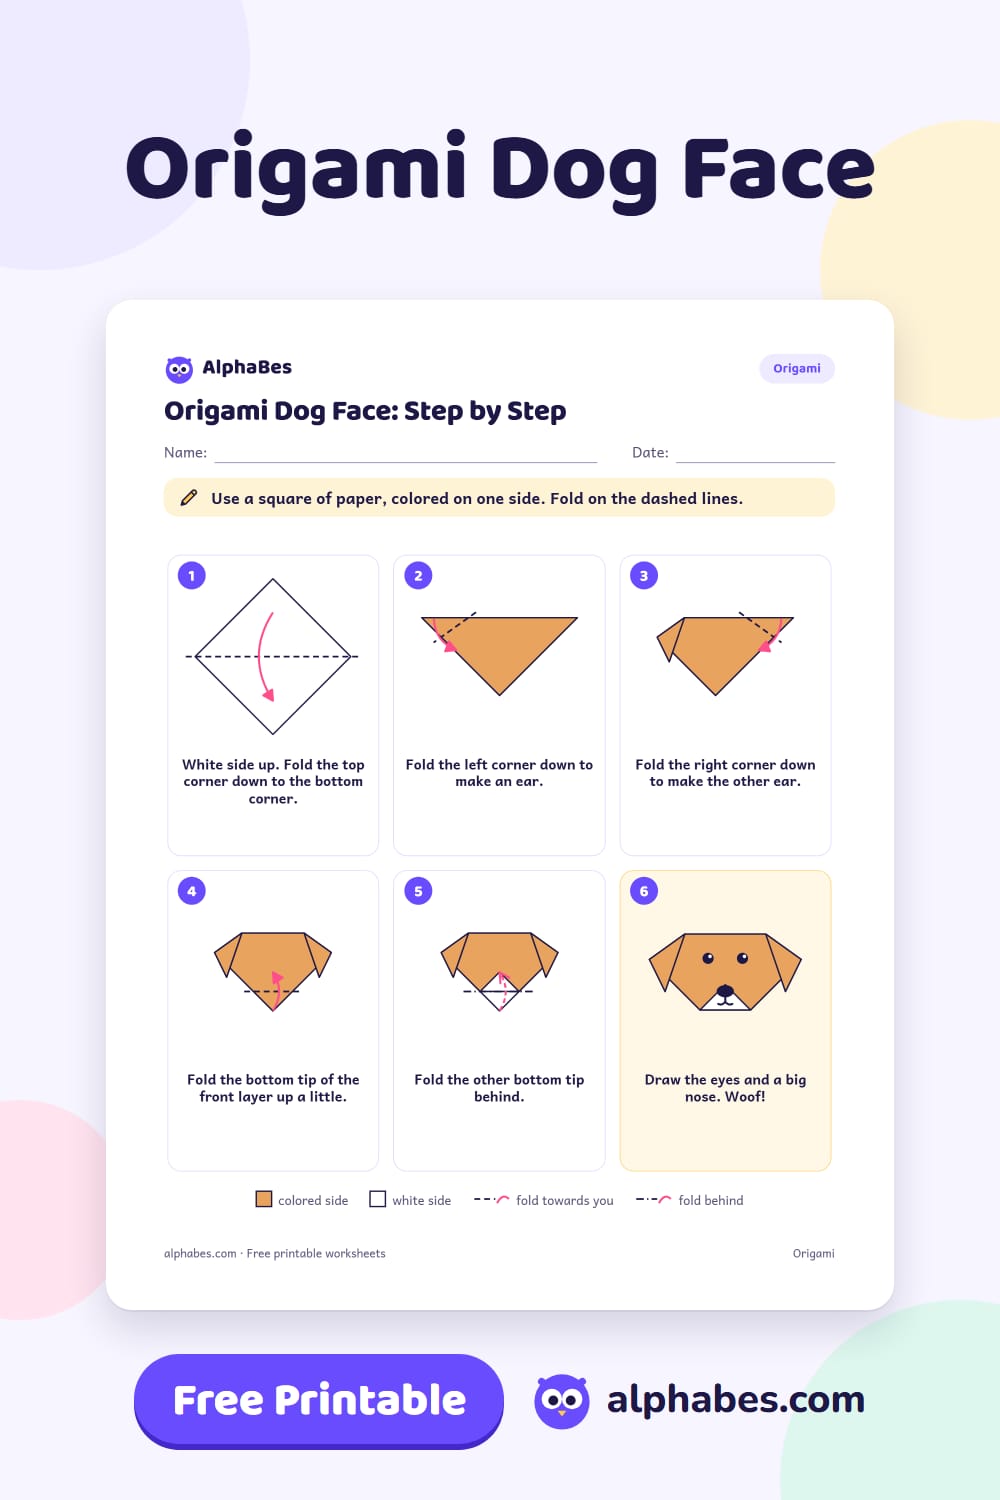 Origami Dog Face
AlphaBes
Origami
Origami Dog Face: Step by Step
Name:
Date:
Use a square of paper, colored on one side. Fold on the dashed lines.
1
White side up. Fold the top
corner down to the bottom
corner.
2
Fold the left corner down to
make an ear.
3
Fold the right corner down
to make the other ear.
4
Fold the bottom tip of the
front layer up a little.
5
Fold the other bottom tip
behind.
6
Draw the eyes and a big
nose. Woof!
colored side
white side
fold towards you
fold behind
alphabes.com · Free printable worksheets
Origami
Free Printable
alphabes.com